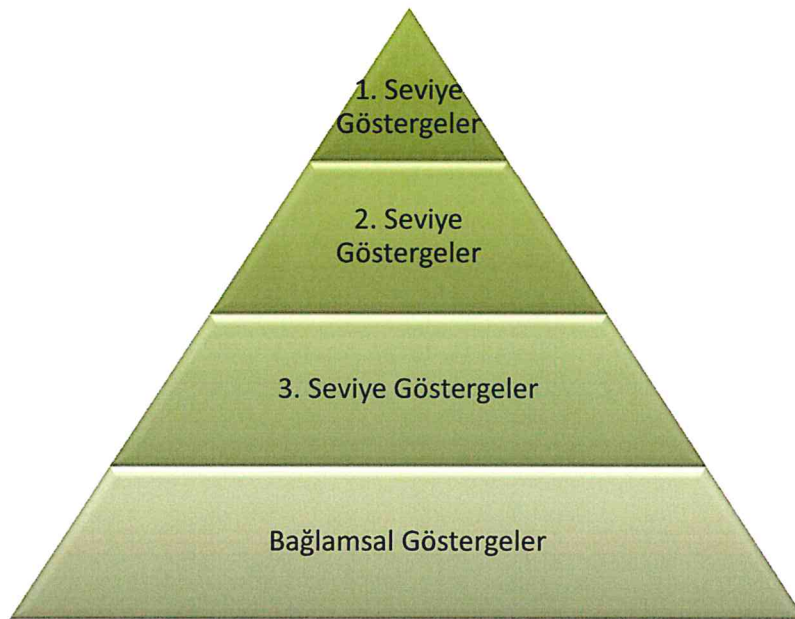 1. Seviye
Göstergeler
2. Seviye
Göstergeler
3. Seviye Göstergeler
Bağlamsal Göstergeler